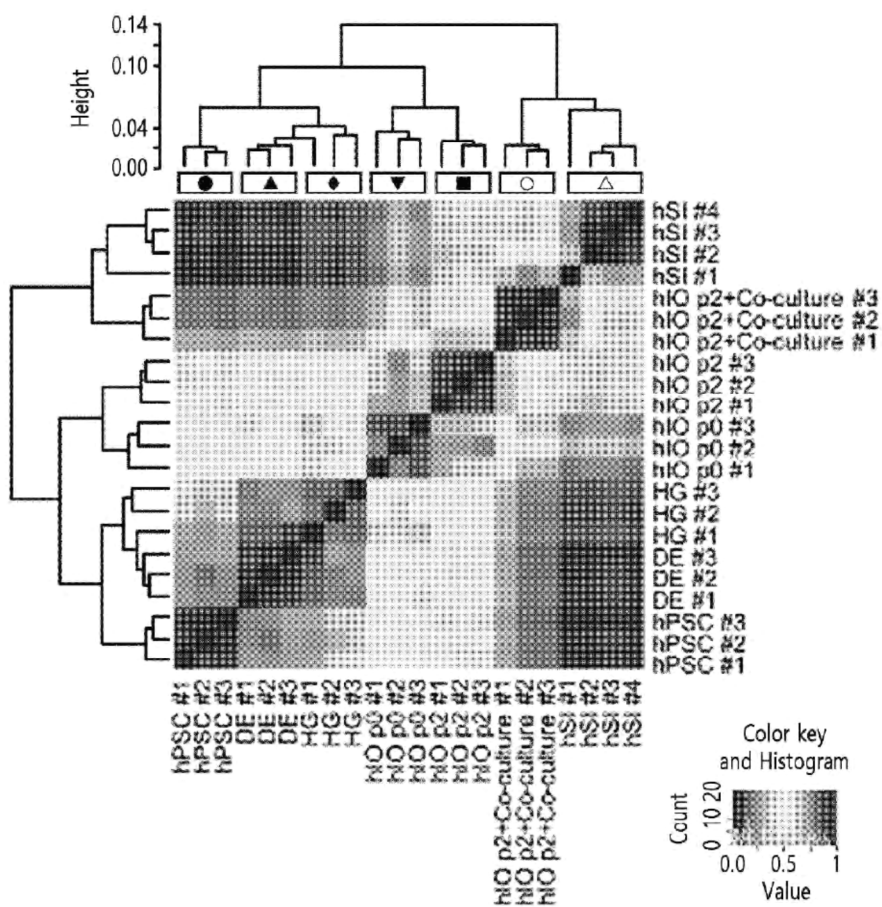 0.14
0.10
0.04
0.00
Height
hSI #4
hSI #3
hSI #2
hSI #1
hIO p2+Co-culture #3
hIO p2+Co-culture #2
hIO p2+Co-culture #1
hIO p2 #3
hIO p2 #2
hIO p2 #1
hIO p0 #3
hIO p0 #2
hIO p0 #1
HG #3
HG #2
HG #1
DE #3
DE #2
DE #1
hPSC #3
hPSC #2
hPSC #1
hPSC #1
hPSC #2
hPSC #3
DE #1
DE #2
DE #3
HG #1
HG #2
HG #3
hIO p0 #1
hIO p0 #2
hIO p0 #3
hIO p2 #1
hIO p2 #2
hIO p2 #3
hIO p2+Co-culture #1
hIO p2+Co-culture #2
hIO p2+Co-culture #3
hSI #1
hSI #2
hSI #3
hSI #4
Color key
and Histogram
Count
0 10 20
0.0 0.5 1
Value